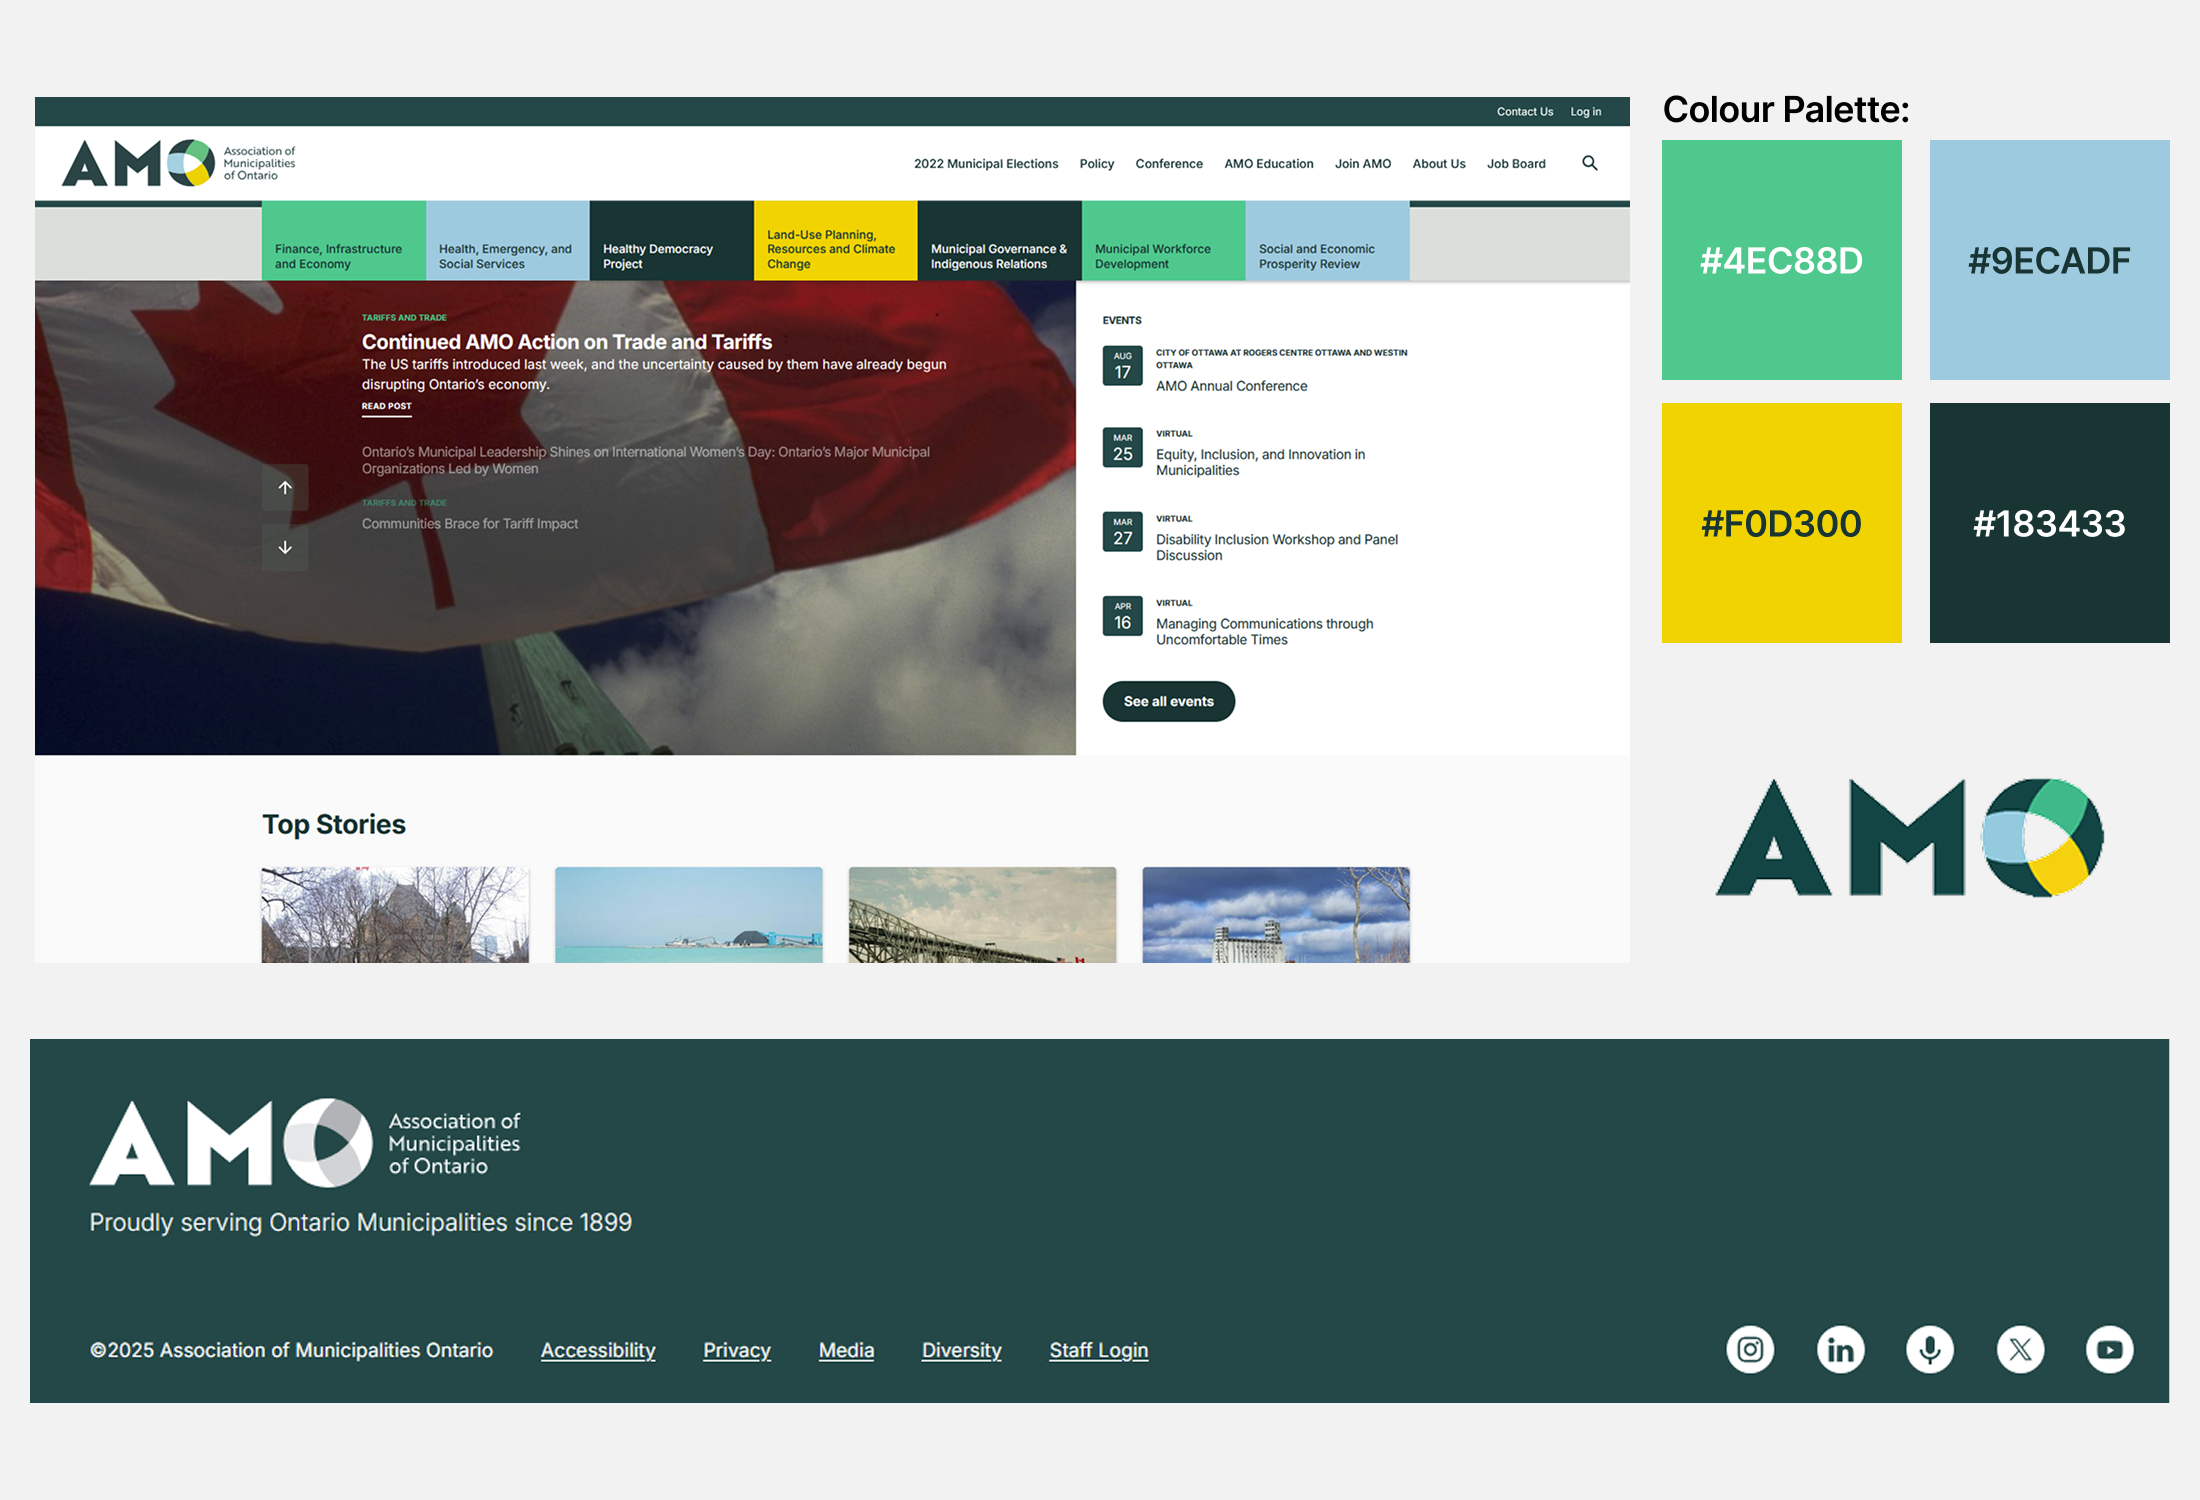 Contact Us Log in
AMO
Association of
Municipalities
of Ontario
2022 Municipal Elections Policy Conference AMO Education Join AMO About Us Job Board
Finance, Infrastructure
and Economy
Health, Emergency, and
Social Services
Healthy Democracy
Project
Land-Use Planning,
Resources and Climate
Change
Municipal Governance &
Indigenous Relations
Municipal Workforce
Development
Social and Economic
Prosperity Review
TARIFFS AND TRADE
Continued AMO Action on Trade and Tariffs
The US tariffs introduced last week, and the uncertainty caused by them have already begun
disrupting Ontario's economy.
READ POST
Ontario's Municipal Leadership Shines on International Women's Day: Ontario's Major Municipal
Organizations Led by Women
TARIFFS AND TRADE
Communities Brace for Tariff Impact
EVENTS
AUG
17
CITY OF OTTAWA AT ROGERS CENTRE OTTAWA AND WESTIN
OTTAWA
AMO Annual Conference
MAR
25
VIRTUAL
Equity, Inclusion, and Innovation in
Municipalities
MAR
27
VIRTUAL
Disability Inclusion Workshop and Panel
Discussion
APR
16
VIRTUAL
Managing Communications through
Uncomfortable Times
See all events
Top Stories
Colour Palette:
#4EC88D
#9ECADF
#F0D300
#183433
AMO
AMO
Association of
Municipalities
of Ontario
Proudly serving Ontario Municipalities since 1899
©2025 Association of Municipalities Ontario Accessibility Privacy Media Diversity Staff Login
in
X